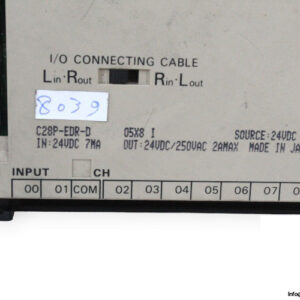 I/O CONNECTING CABLE
Lin·Rout Rin·Lout
8039
C28P-EDR-D 05X8 I SOURCE:24VDC
IN:24VDC 7MA OUT:24VDC/250VAC 2AMAX MADE IN JA
INPUT CH
00 01 COM 02 03 04 05 06 07 0